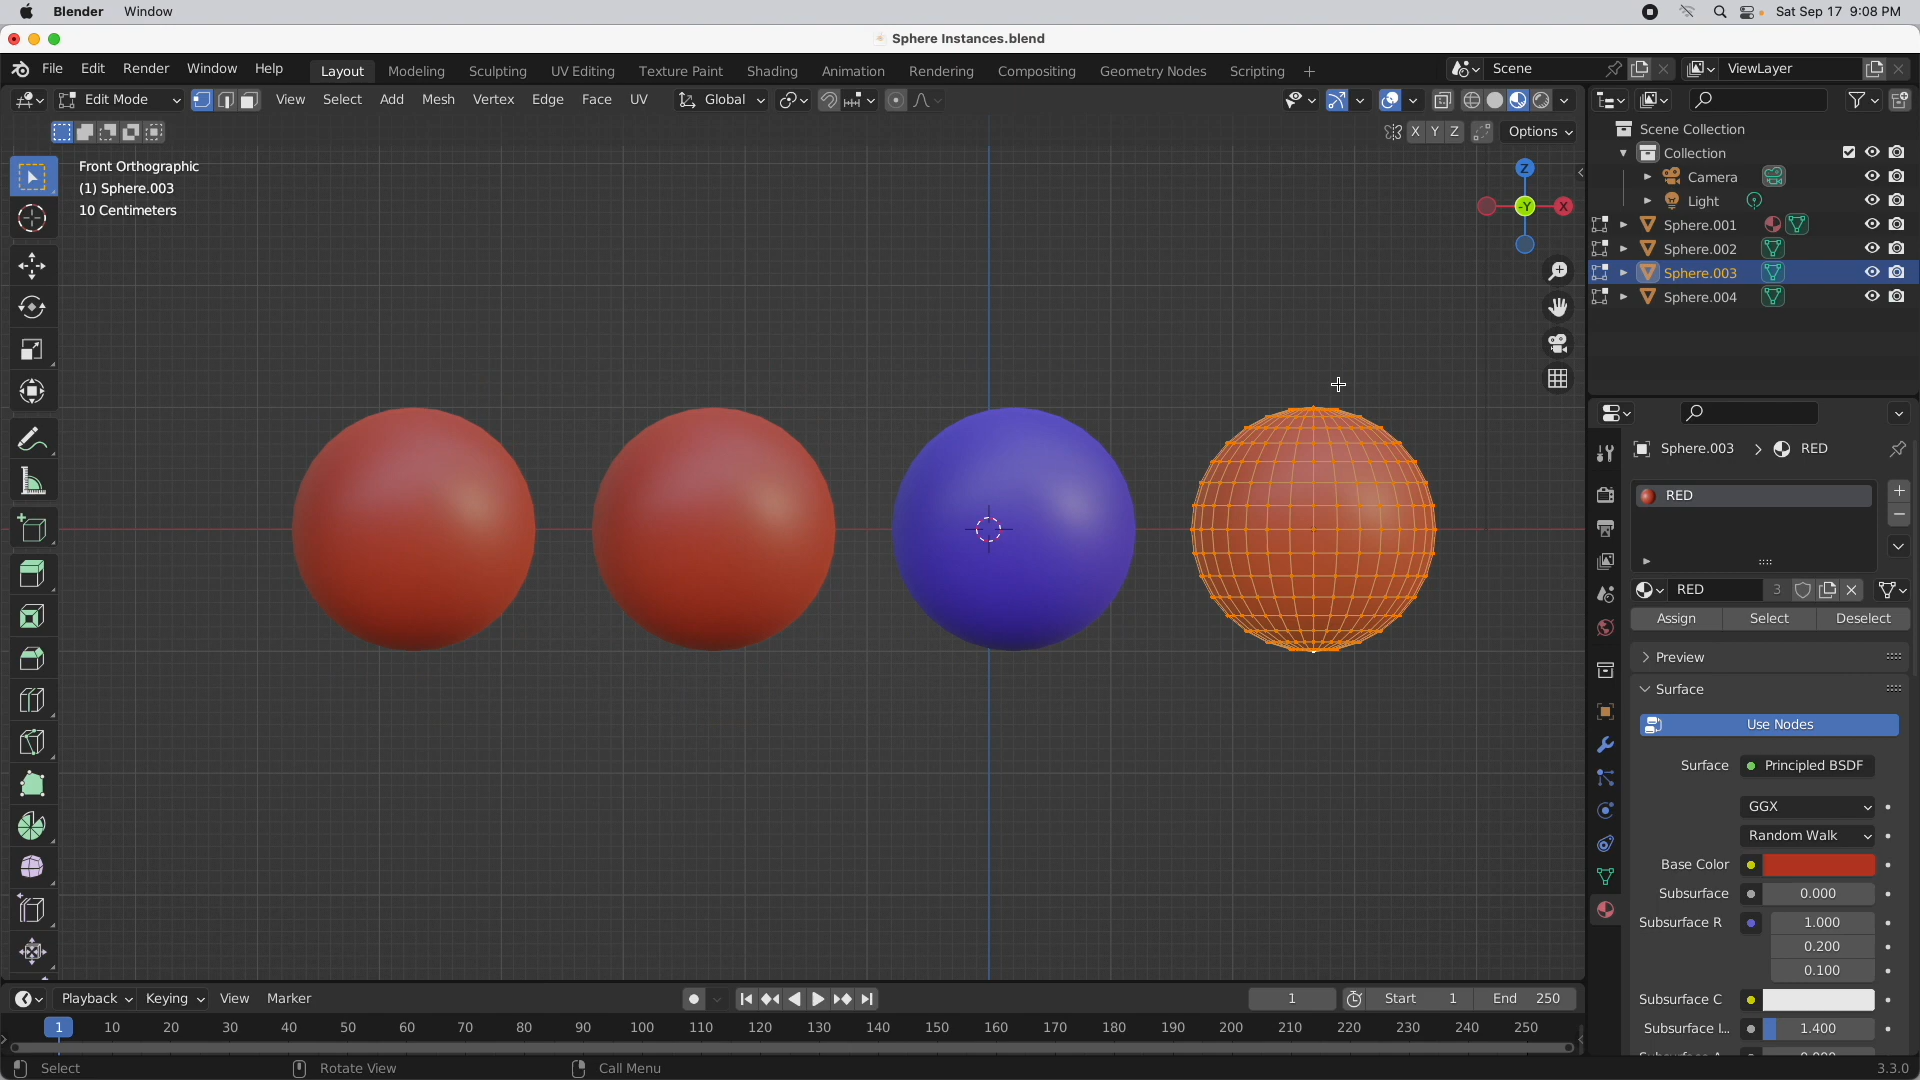 Blender Window Sat Sep 17 9:08 PM
Sphere Instances.blend
File Edit Render Window Help Layout Modeling Sculpting UV Editing Texture Paint Shading Animation Rendering Compositing Geometry Nodes Scripting + Scene ViewLayer
Edit Mode View Select Add Mesh Vertex Edge Face UV Global
X Y Z Options
Front Orthographic
(1) Sphere.003
10 Centimeters
Z
-Y X
Scene Collection
Collection
Camera
Light
Sphere.001
Sphere.002
Sphere.003
Sphere.004
Sphere.003 > RED
RED
RED 3
Assign Select Deselect
Preview
Surface
Use Nodes
Surface Principled BSDF
GGX
Random Walk
Base Color
Subsurface 0.000
Subsurface R 1.000
0.200
0.100
Subsurface C
Subsurface I... 1.400
Playback Keying View Marker 1 Start 1 End 250
1 10 20 30 40 50 60 70 80 90 100 110 120 130 140 150 160 170 180 190 200 210 220 230 240 250
Select Rotate View Call Menu 3.3.0